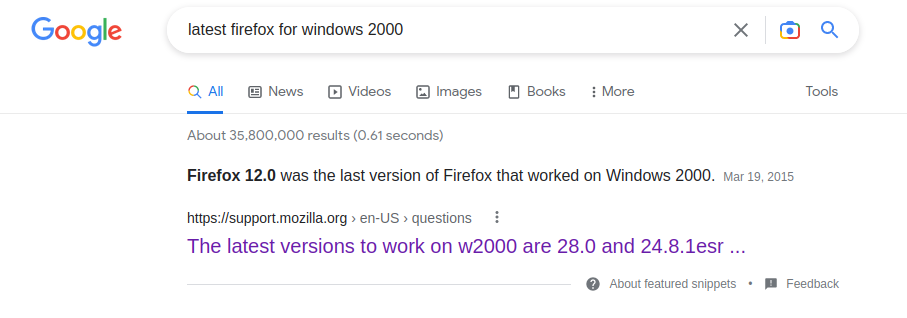 Google
latest firefox for windows 2000
All News Videos Images Books More Tools
About 35,800,000 results (0.61 seconds)
Firefox 12.0 was the last version of Firefox that worked on Windows 2000. Mar 19, 2015
https://support.mozilla.org › en-US › questions
The latest versions to work on w2000 are 28.0 and 24.8.1esr ...
About featured snippets • Feedback